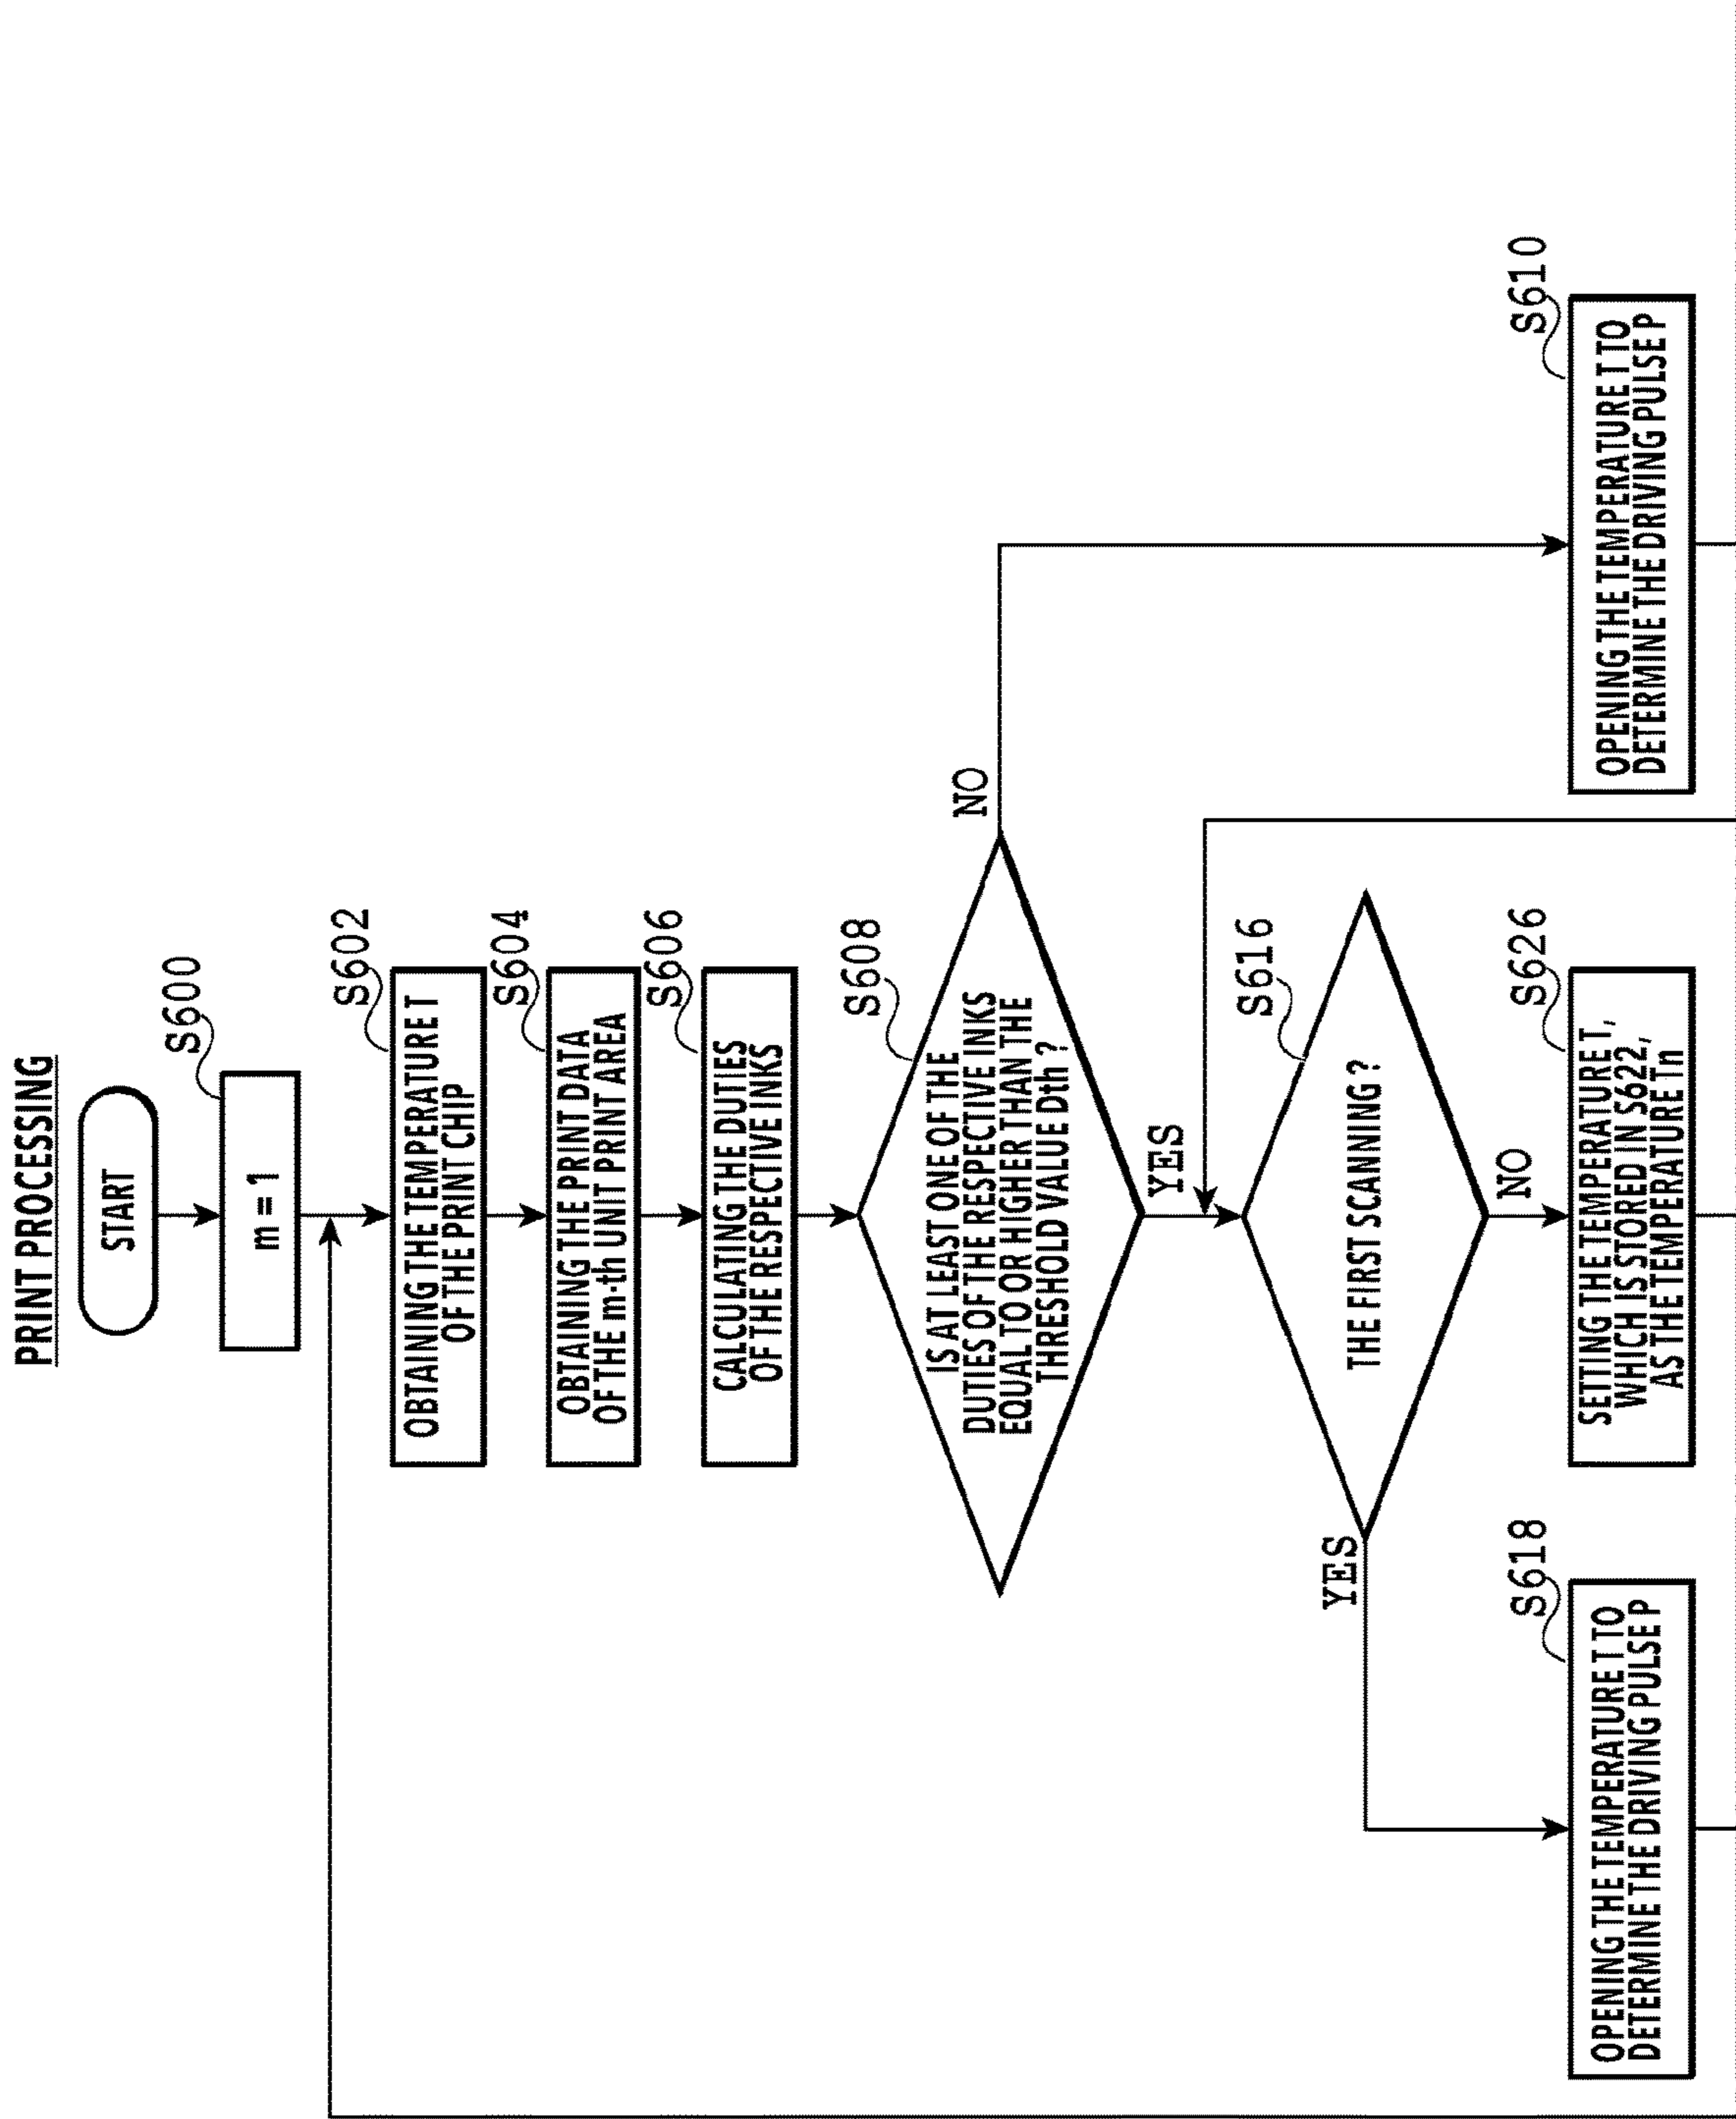 PRINT PROCESSING
START
S600
m = 1
S602
OBTAINING THE TEMPERATURE T
OF THE PRINT CHIP
S604
OBTAINING THE PRINT DATA
OF THE m-th UNIT PRINT AREA
S606
CALCULATING THE DUTIES
OF THE RESPECTIVE INKS
S608
IS AT LEAST ONE OF THE
DUTIES OF THE RESPECTIVE INKS
EQUAL TO OR HIGHER THAN THE
THRESHOLD VALUE Dth ?
NO
YES
S616
THE FIRST SCANNING ?
YES
NO
S618
OPENING THE TEMPERATURE T TO
DETERMINE THE DRIVING PULSE P
S626
SETTING THE TEMPERATURE T,
WHICH IS STORED IN S622,
AS THE TEMPERATURE Tn
S610
OPENING THE TEMPERATURE T TO
DETERMINE THE DRIVING PULSE P